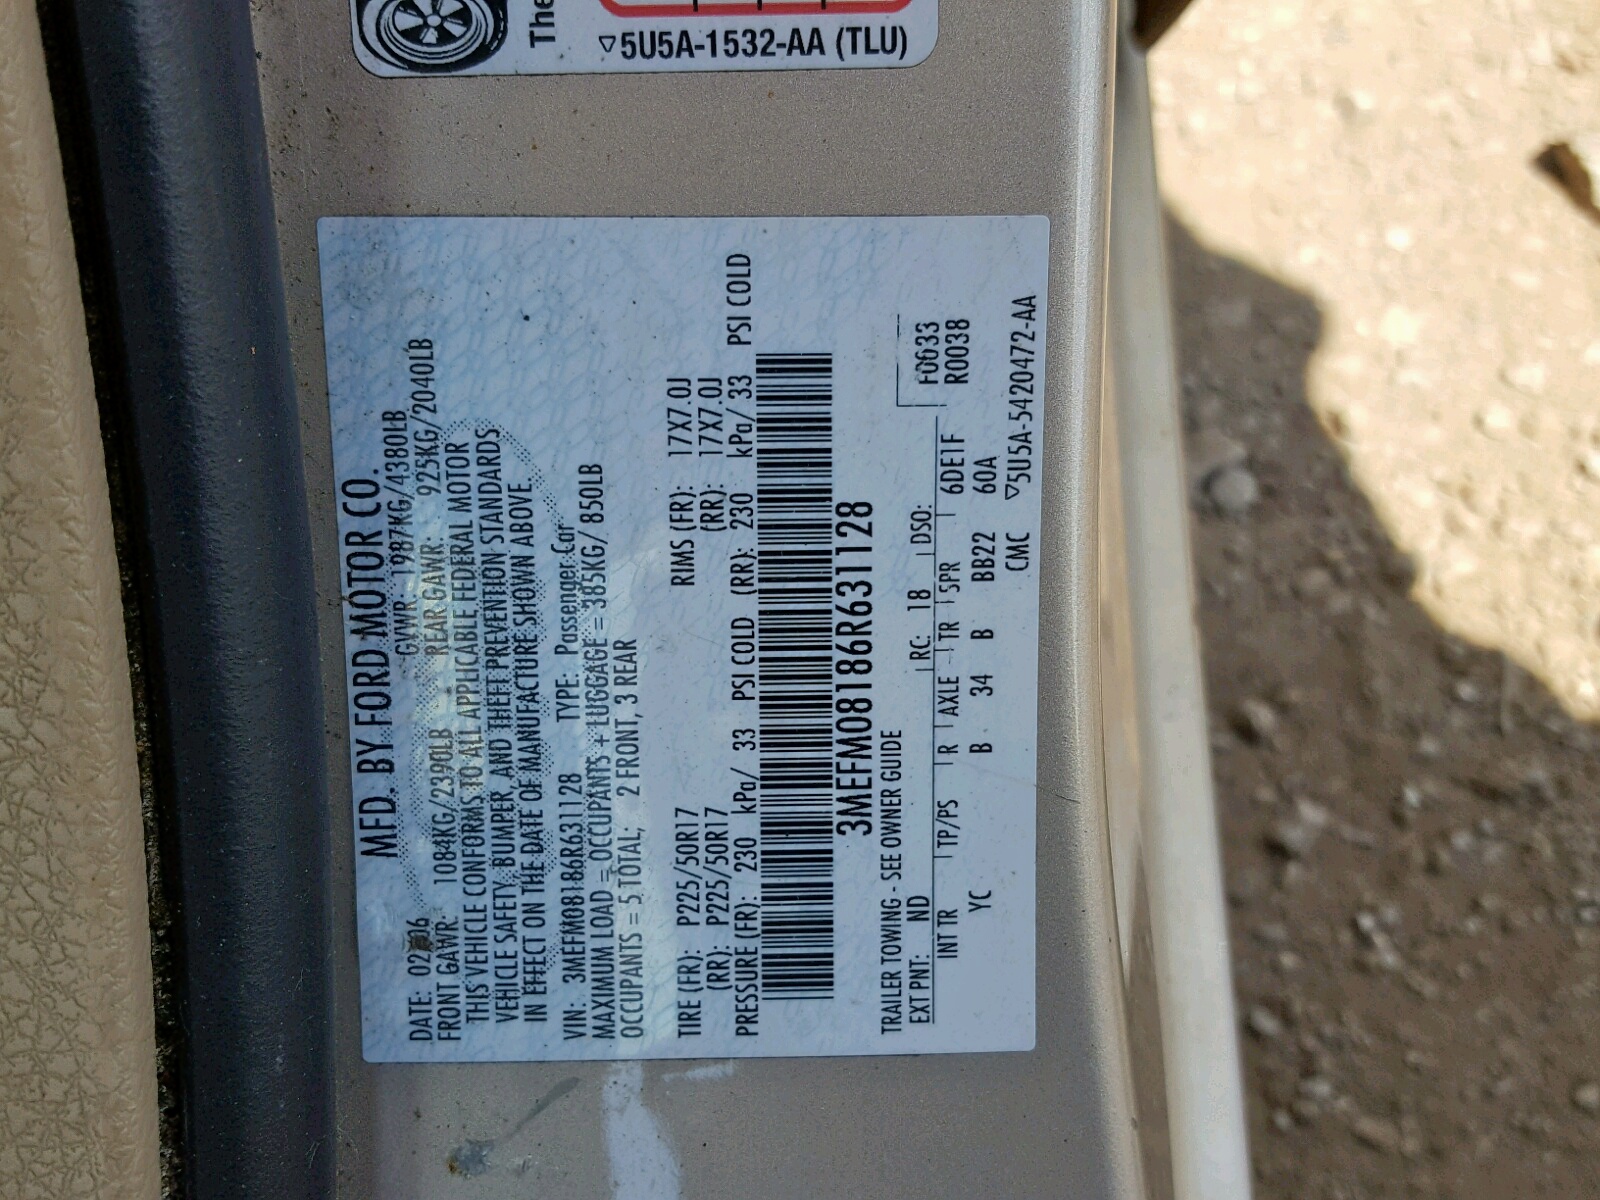 The
▽5U5A-1532-AA (TLU)
MFD. BY FORD MOTOR CO.
DATE: 02/06 GVWR 1987KG/4380LB
FRONT GAWR: 1084KG/2390LB REAR GAWR 925KG/2040LB
THIS VEHICLE CONFORMS TO ALL APPLICABLE FEDERAL MOTOR
VEHICLE SAFETY, BUMPER, AND THEFT PREVENTION STANDARDS
IN EFFECT ON THE DATE OF MANUFACTURE SHOWN ABOVE.
VIN: 3MEFM08186R631128 TYPE: Passenger Car
MAXIMUM LOAD = OCCUPANTS + LUGGAGE = 385KG/ 850LB
OCCUPANTS = 5 TOTAL; 2 FRONT, 3 REAR
TIRE (FR): P225/50R17 RIMS (FR): 17X7.0J
(RR): P225/50R17 (RR): 17X7.0J
PRESSURE (FR): 230 kPa/ 33 PSI COLD (RR): 230 kPa/ 33 PSI COLD
3MEFM08186R631128
TRAILER TOWING - SEE OWNER GUIDE F0033
EXT PNT: ND RC: 18 DSO: R0038
INT TR TP/PS R AXLE TR SPR 6DE1F
YC B 34 B BB22 60A
CMC ▽5U5A-5420472-AA